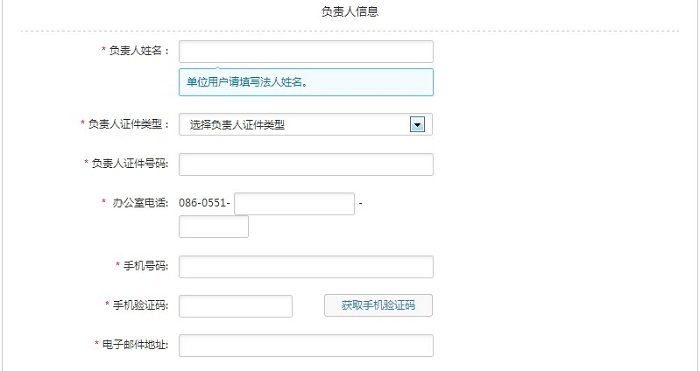 负责人信息
* 负责人姓名：
单位用户请填写法人姓名。
* 负责人证件类型： 选择负责人证件类型
* 负责人证件号码:
* 办公室电话: 086-0551- -
* 手机号码:
* 手机验证码: 获取手机验证码
* 电子邮件地址: